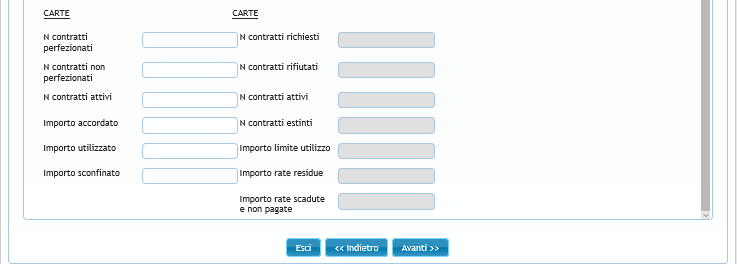 CARTE
CARTE
N contratti
perfezionati
N contratti richiesti
N contratti non
perfezionati
N contratti rifiutati
N contratti attivi
N contratti attivi
Importo accordato
N contratti estinti
Importo utilizzato
Importo limite utilizzo
Importo sconfinato
Importo rate residue
Importo rate scadute
e non pagate
Esci
<< Indietro
Avanti >>